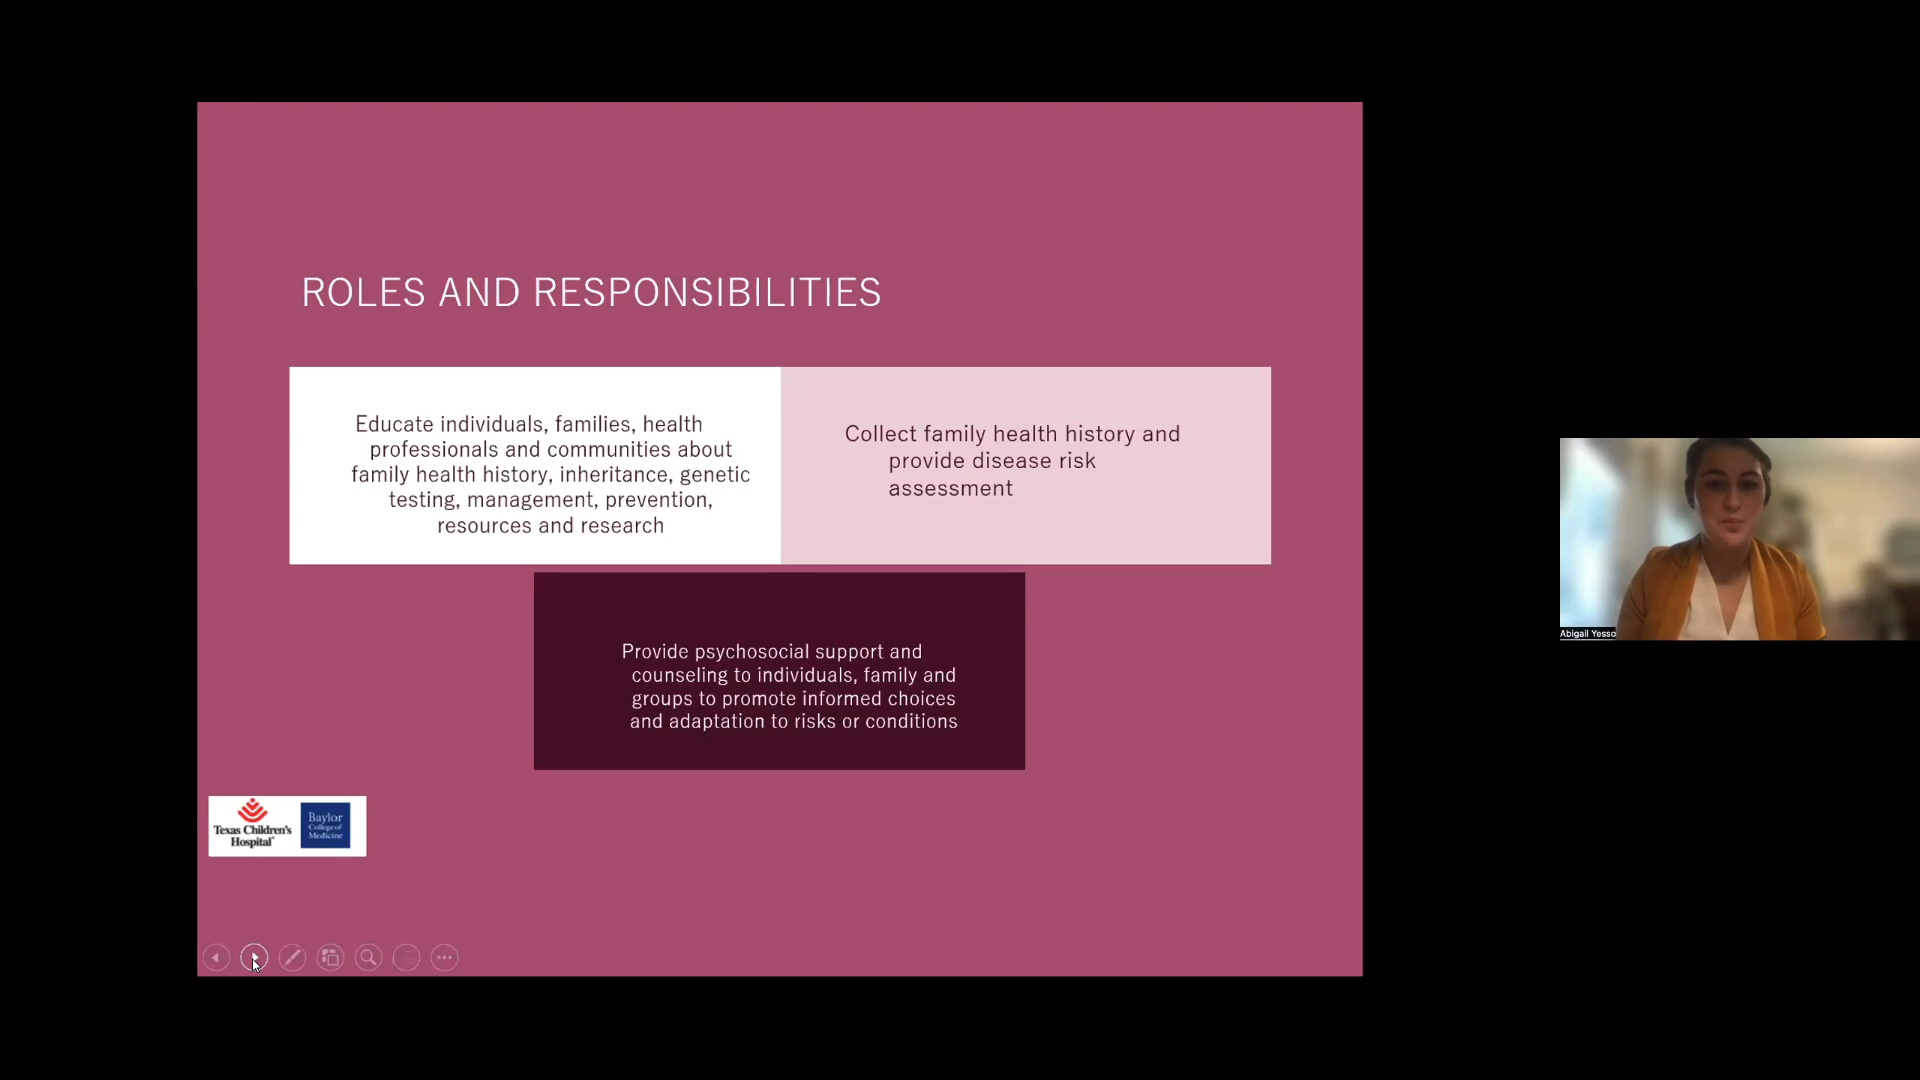 ROLES AND RESPONSIBILITIES
Educate individuals, families, health
professionals and communities about
family health history, inheritance, genetic
testing, management, prevention,
resources and research
Collect family health history and
provide disease risk
assessment
Provide psychosocial support and
counseling to individuals, family and
groups to promote informed choices
and adaptation to risks or conditions
Texas Children's
Hospital
Baylor
College of
Medicine
Abigail Yesso